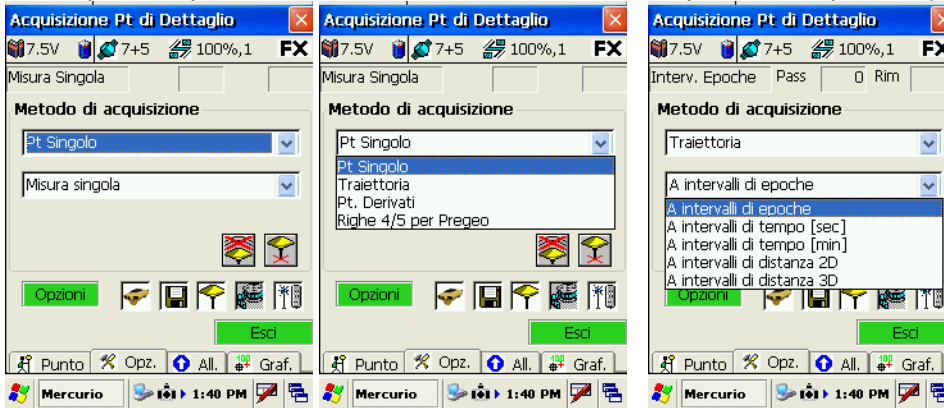 Acquisizione Pt di Dettaglio
7.5V 7+5 100%,1 FX
Misura Singola
Metodo di acquisizione
Pt Singolo
Misura singola
Opzioni
Esci
Punto Opz. All. Graf.
Mercurio 1:40 PM
Acquisizione Pt di Dettaglio
7.5V 7+5 100%,1 FX
Misura Singola
Metodo di acquisizione
Pt Singolo
Pt Singolo
Traiettoria
Pt. Derivati
Righe 4/5 per Pregeo
Opzioni
Esci
Punto Opz. All. Graf.
Mercurio 1:40 PM
Acquisizione Pt di Dettaglio
7.5V 7+5 100%,1 FX
Interv. Epoche Pass 0 Rim
Metodo di acquisizione
Traiettoria
A intervalli di epoche
A intervalli di epoche
A intervalli di tempo [sec]
A intervalli di tempo [min]
A intervalli di distanza 2D
A intervalli di distanza 3D
Opzioni
Esci
Punto Opz. All. Graf.
Mercurio 1:40 PM